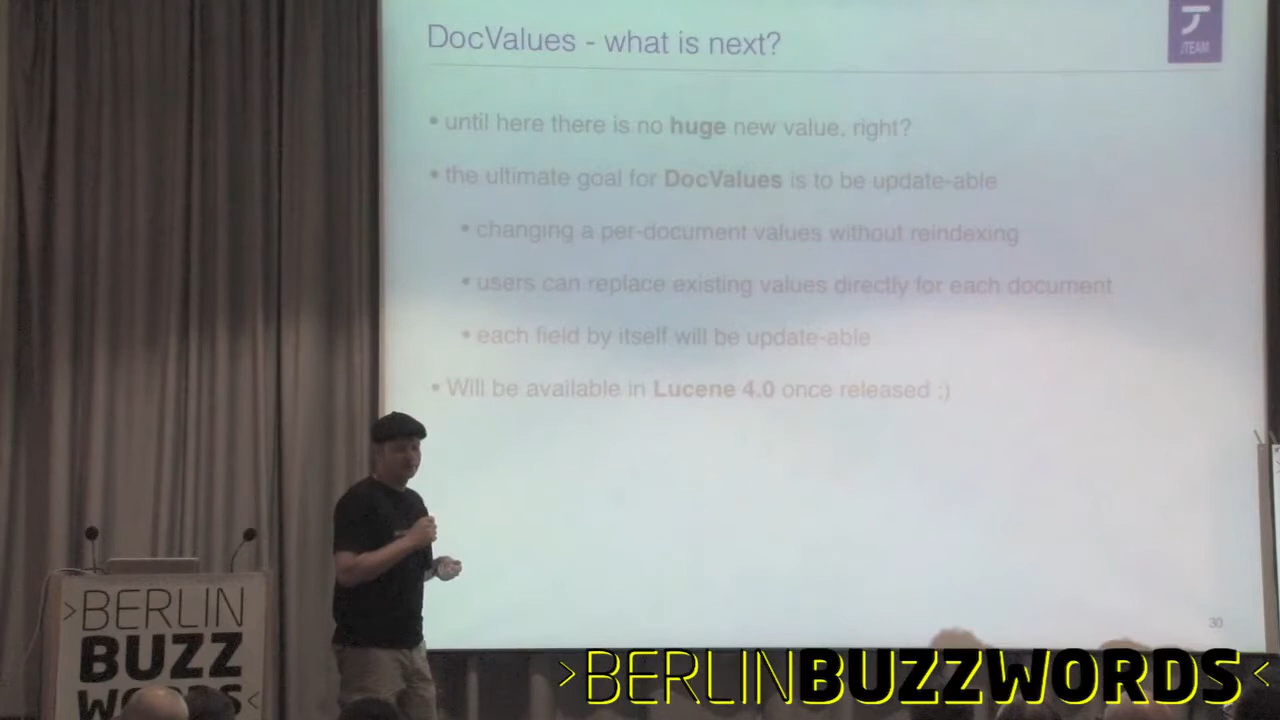 DocValues - what is next?
JTEAM
• until here there is no huge new value, right?
• the ultimate goal for DocValues is to be update-able
• changing a per-document values without reindexing
• users can replace existing values directly for each document
• each field by itself will be update-able
• Will be available in Lucene 4.0 once released :)
30
>BERLIN
BUZZ
WORDS<
>BERLINBUZZWORDS<